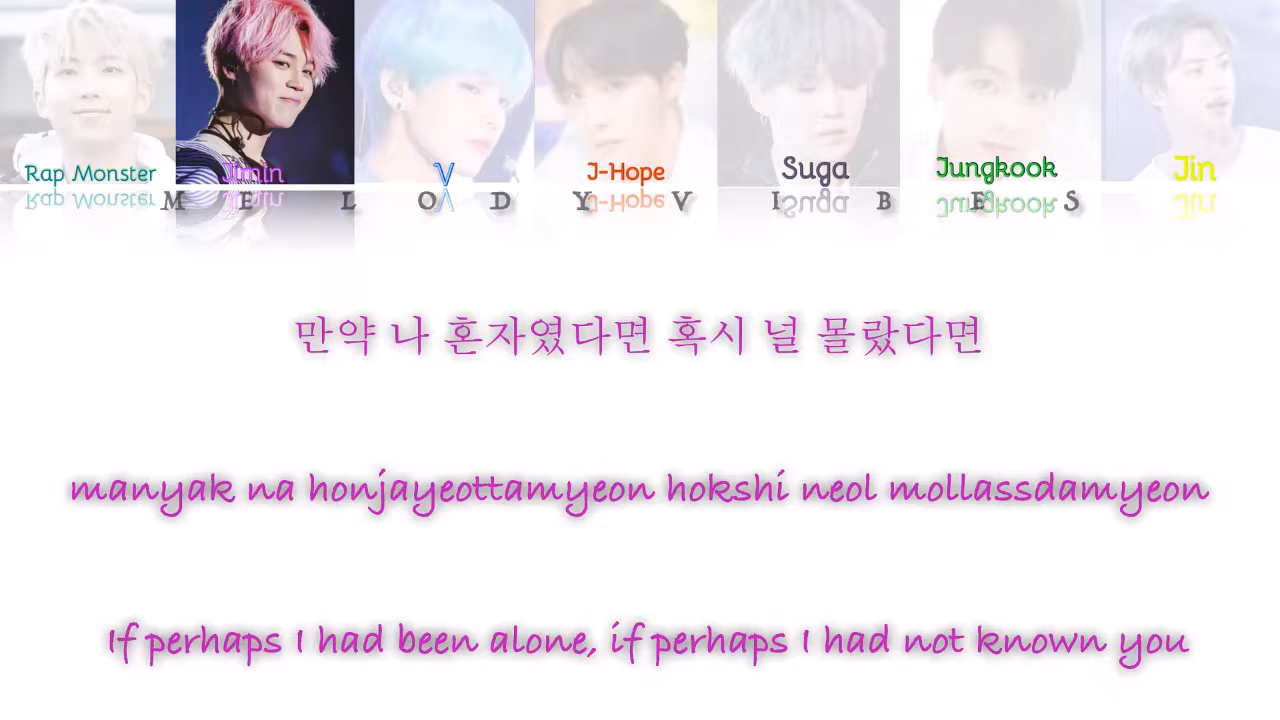 Rap Monster Jimin V J-Hope Suga Jungkook Jin
M E L O D Y V I B E S
만약 나 혼자였다면 혹시 널 몰랐다면
manyak na honjayeottamyeon hokshi neol mollassdamyeon
If perhaps I had been alone, if perhaps I had not known you